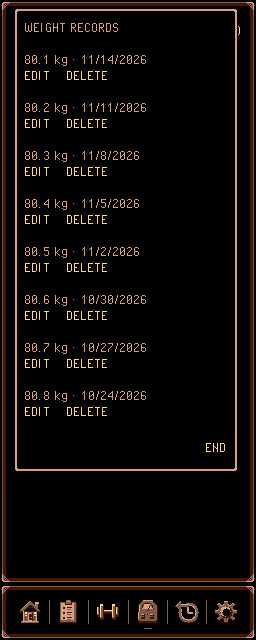 WEIGHT RECORDS
80.1 kg · 11/14/2026
EDIT DELETE
80.2 kg · 11/11/2026
EDIT DELETE
80.3 kg · 11/8/2026
EDIT DELETE
80.4 kg · 11/5/2026
EDIT DELETE
80.5 kg · 11/2/2026
EDIT DELETE
80.6 kg · 10/30/2026
EDIT DELETE
80.7 kg · 10/27/2026
EDIT DELETE
80.8 kg · 10/24/2026
EDIT DELETE
END